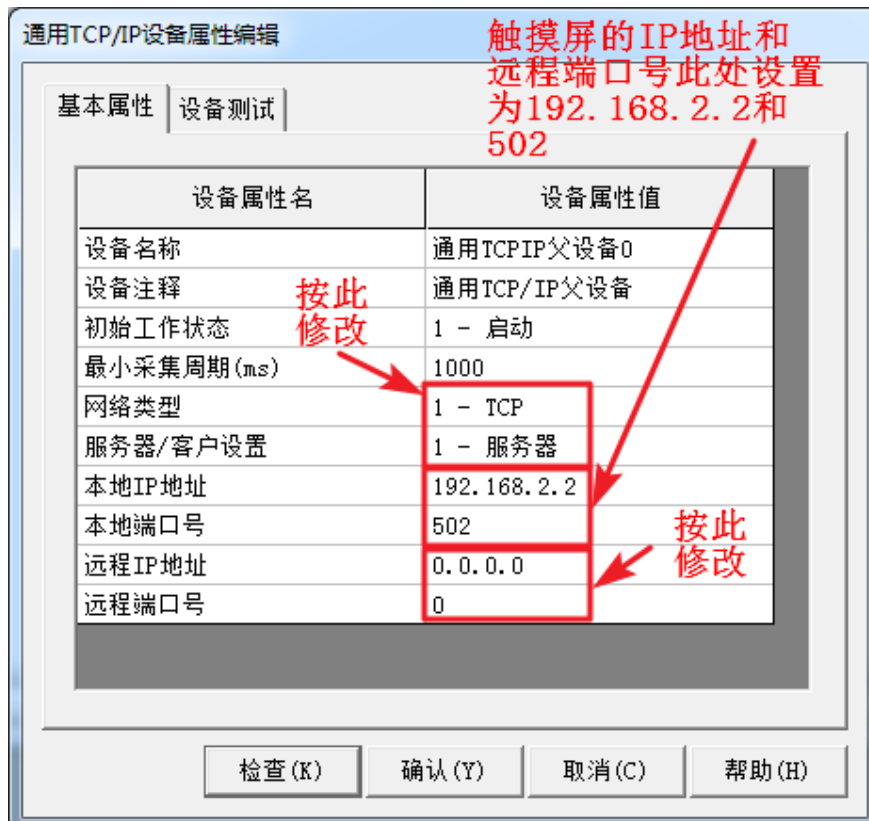 通用TCP/IP设备属性编辑
触摸屏的IP地址和
远程端口号此处设置
为192.168.2.2和
502
基本属性 设备测试
设备属性名 设备属性值
设备名称 通用TCPIP父设备0
设备注释 通用TCP/IP父设备
初始工作状态 1 - 启动
最小采集周期(ms) 1000
网络类型 1 - TCP
服务器/客户设置 1 - 服务器
本地IP地址 192.168.2.2
本地端口号 502
远程IP地址 0.0.0.0
远程端口号 0
按此
修改
按此
修改
检查(K) 确认(Y) 取消(C) 帮助(H)